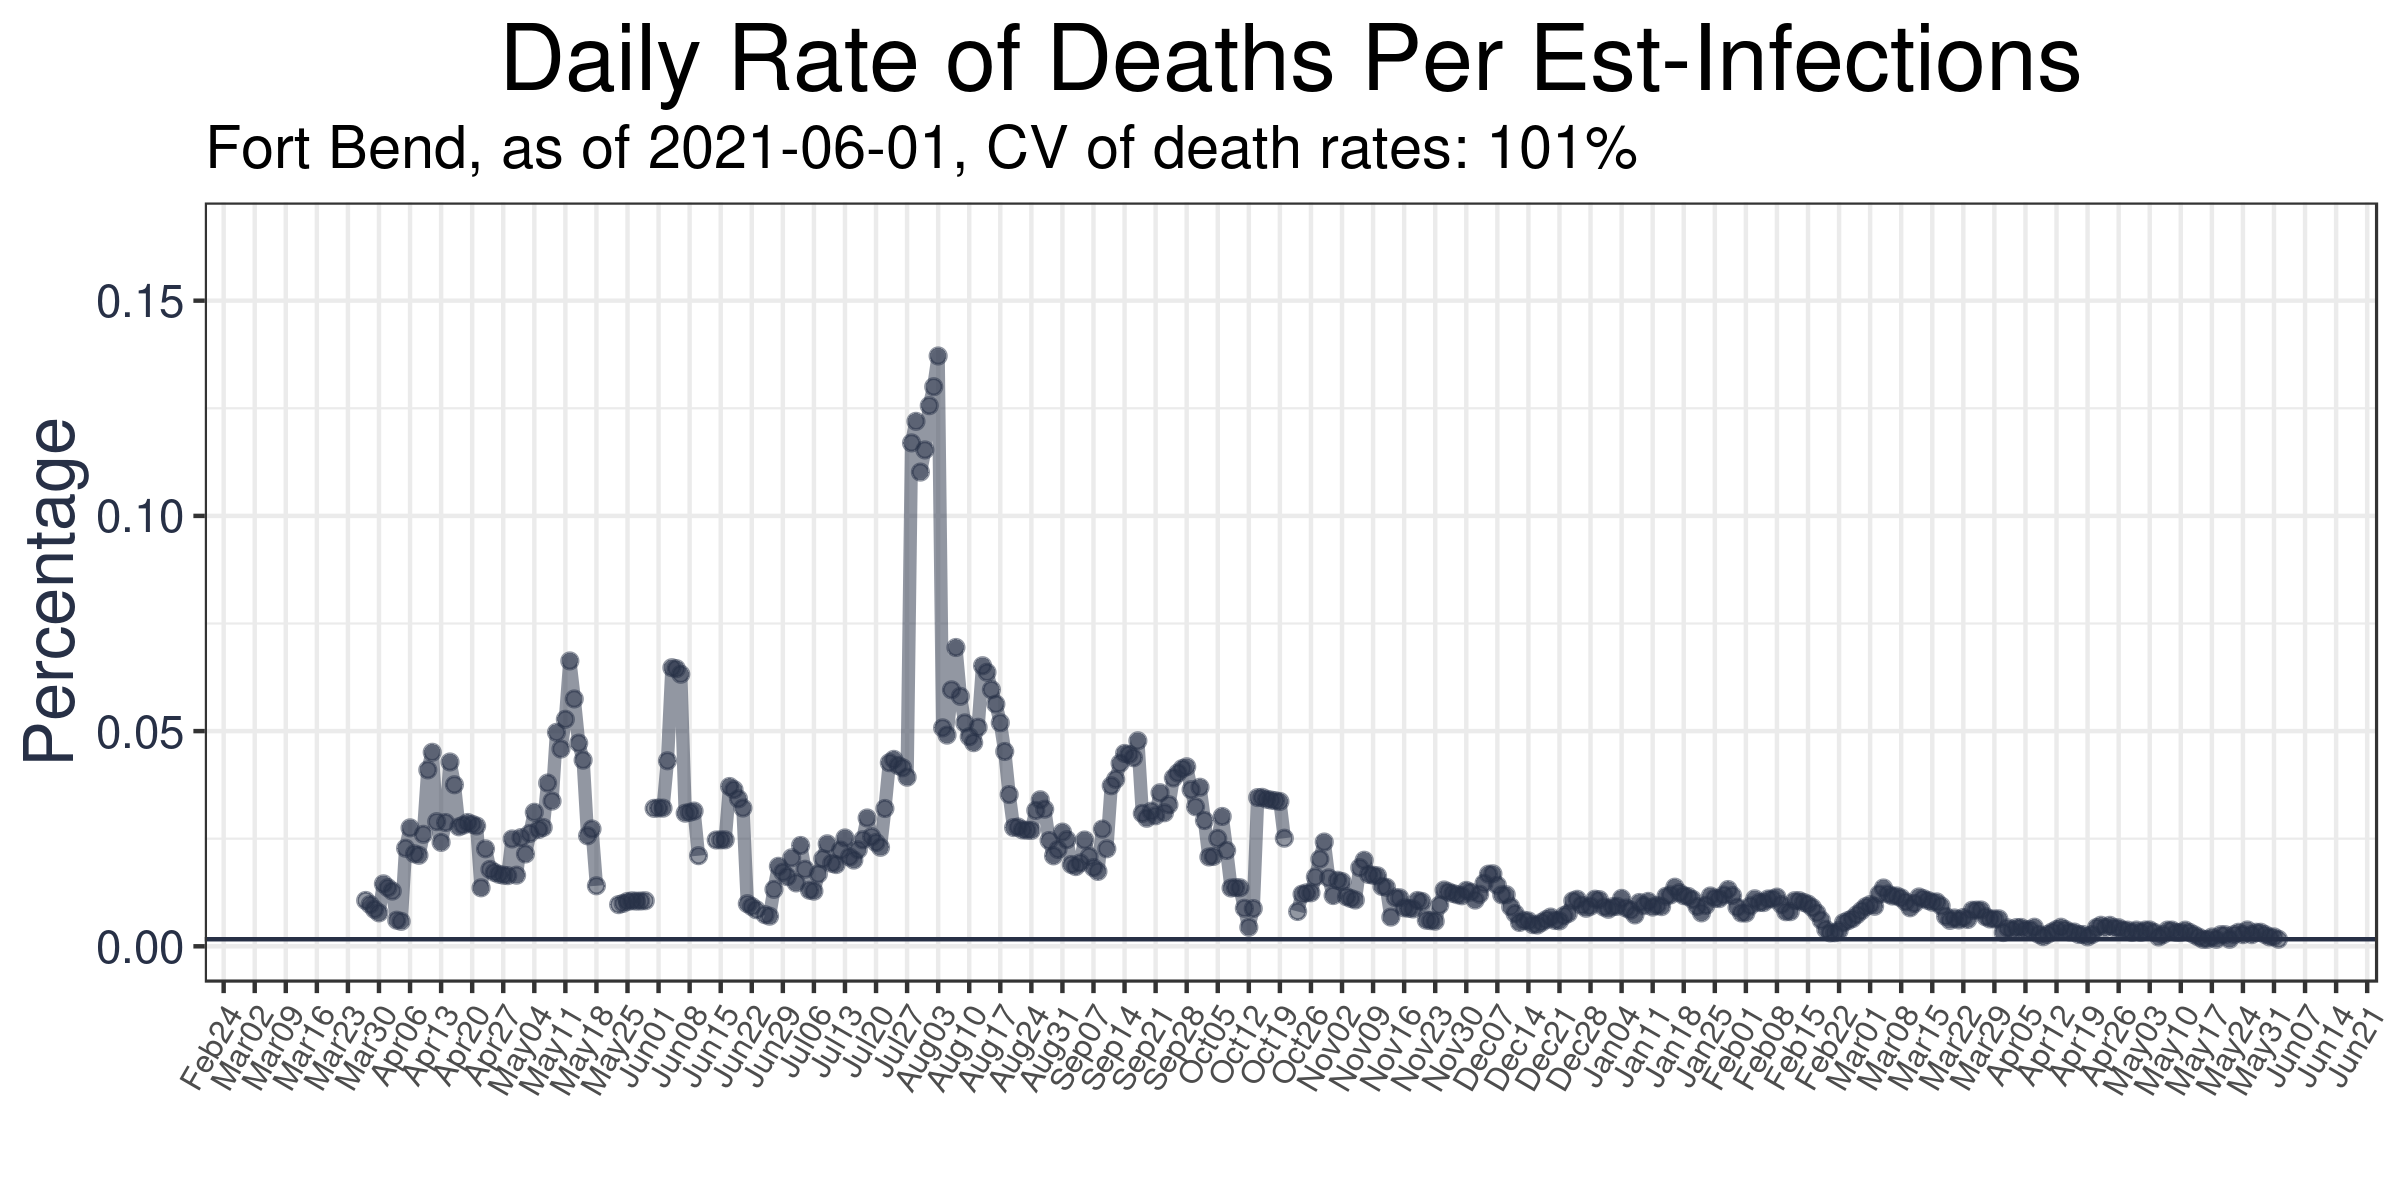 Daily Rate of Deaths Per Est-Infections
Fort Bend, as of 2021-06-01, CV of death rates: 101%
Percentage
0.15
0.10
0.05
0.00
Feb24 Mar02 Mar09 Mar16 Mar23 Mar30 Apr06 Apr13 Apr20 Apr27 May04 May11 May18 May25 Jun01 Jun08 Jun15 Jun22 Jun29 Jul06 Jul13 Jul20 Jul27 Aug03 Aug10 Aug17 Aug24 Aug31 Sep07 Sep14 Sep21 Sep28 Oct05 Oct12 Oct19 Oct26 Nov02 Nov09 Nov16 Nov23 Nov30 Dec07 Dec14 Dec21 Dec28 Jan04 Jan11 Jan18 Jan25 Feb01 Feb08 Feb15 Feb22 Mar01 Mar08 Mar15 Mar22 Mar29 Apr05 Apr12 Apr19 Apr26 May03 May10 May17 May24 May31 Jun07 Jun14 Jun21